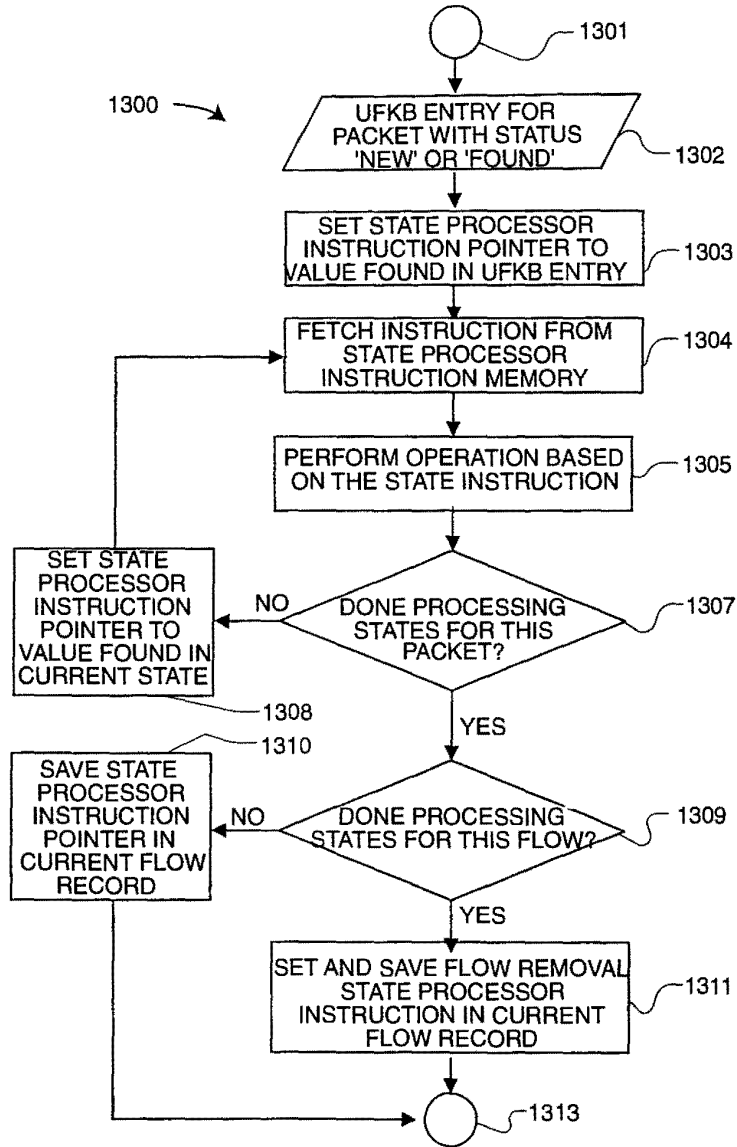 1301
1300
UFKB ENTRY FOR
PACKET WITH STATUS
'NEW' OR 'FOUND'
1302
SET STATE PROCESSOR
INSTRUCTION POINTER TO
VALUE FOUND IN UFKB ENTRY
1303
FETCH INSTRUCTION FROM
STATE PROCESSOR
INSTRUCTION MEMORY
1304
PERFORM OPERATION BASED
ON THE STATE INSTRUCTION
1305
SET STATE
PROCESSOR
INSTRUCTION
POINTER TO
VALUE FOUND IN
CURRENT STATE
1308
NO
DONE PROCESSING
STATES FOR THIS
PACKET?
1307
YES
1310
SAVE STATE
PROCESSOR
INSTRUCTION
POINTER IN
CURRENT FLOW
RECORD
NO
DONE PROCESSING
STATES FOR THIS FLOW?
1309
YES
SET AND SAVE FLOW REMOVAL
STATE PROCESSOR
INSTRUCTION IN CURRENT
FLOW RECORD
1311
1313